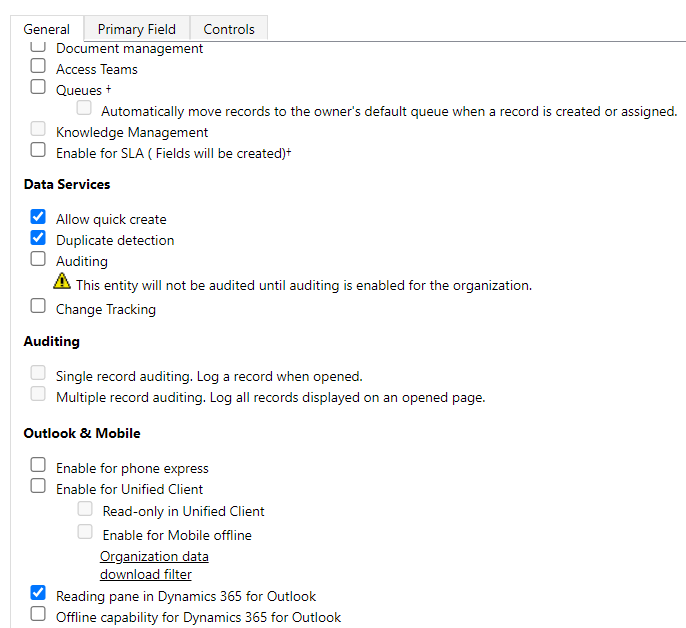 General Primary Field Controls
Document management
Access Teams
Queues †
Automatically move records to the owner's default queue when a record is created or assigned.
Knowledge Management
Enable for SLA ( Fields will be created)†
Data Services
Allow quick create
Duplicate detection
Auditing
This entity will not be audited until auditing is enabled for the organization.
Change Tracking
Auditing
Single record auditing. Log a record when opened.
Multiple record auditing. Log all records displayed on an opened page.
Outlook & Mobile
Enable for phone express
Enable for Unified Client
Read-only in Unified Client
Enable for Mobile offline
Organization data
download filter
Reading pane in Dynamics 365 for Outlook
Offline capability for Dynamics 365 for Outlook